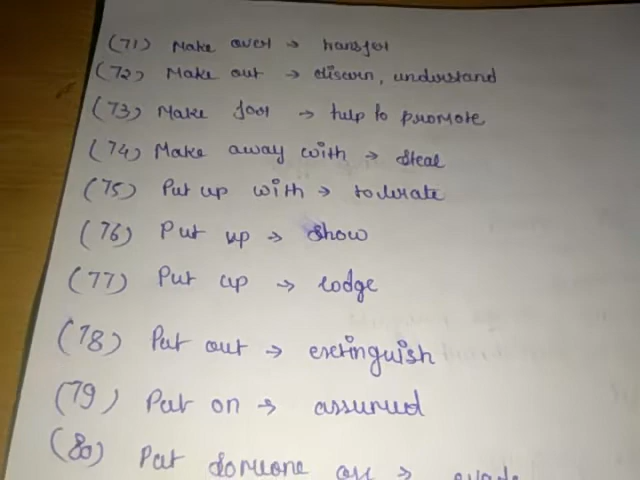 (71) Make over → transfer
(72) Make out → discern, understand
(73) Make for → help to promote
(74) Make away with → steal
(75) Put up with → tolerate
(76) Put up → show
(77) Put up → lodge
(78) Put out → extinguish
(79) Put on → assumed
(80) Put someone off → evade